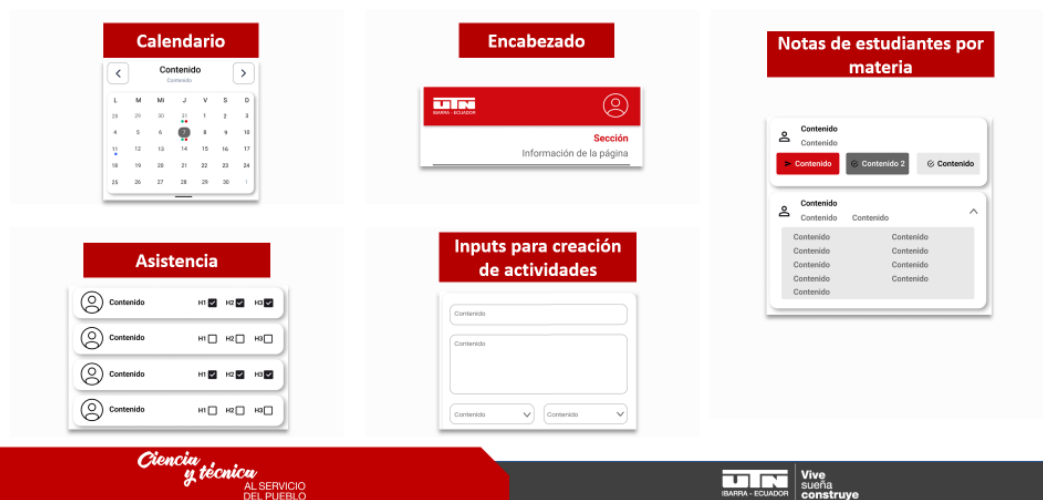 Calendario
Contenido
Contenido
L M MI J V S D
28 29 30 31 1 2 3
4 5 6 7 8 9 10
11 12 13 14 15 16 17
18 19 20 21 22 23 24
25 26 27 28 29 30 1
Encabezado
UTN
IBARRA - ECUADOR
Sección
Información de la página
Notas de estudiantes por
materia
Contenido
Contenido
Contenido Contenido 2 Contenido
Contenido
Contenido Contenido
Contenido Contenido
Contenido Contenido
Contenido Contenido
Contenido Contenido
Contenido
Asistencia
Contenido H1 H2 H3
Contenido H1 H2 H3
Contenido H1 H2 H3
Contenido H1 H2 H3
Inputs para creación
de actividades
Contenido
Contenido
Contenido Contenido
Ciencia
y técnica
AL SERVICIO
DEL PUEBLO
UTN
IBARRA - ECUADOR
Vive
sueña
construye